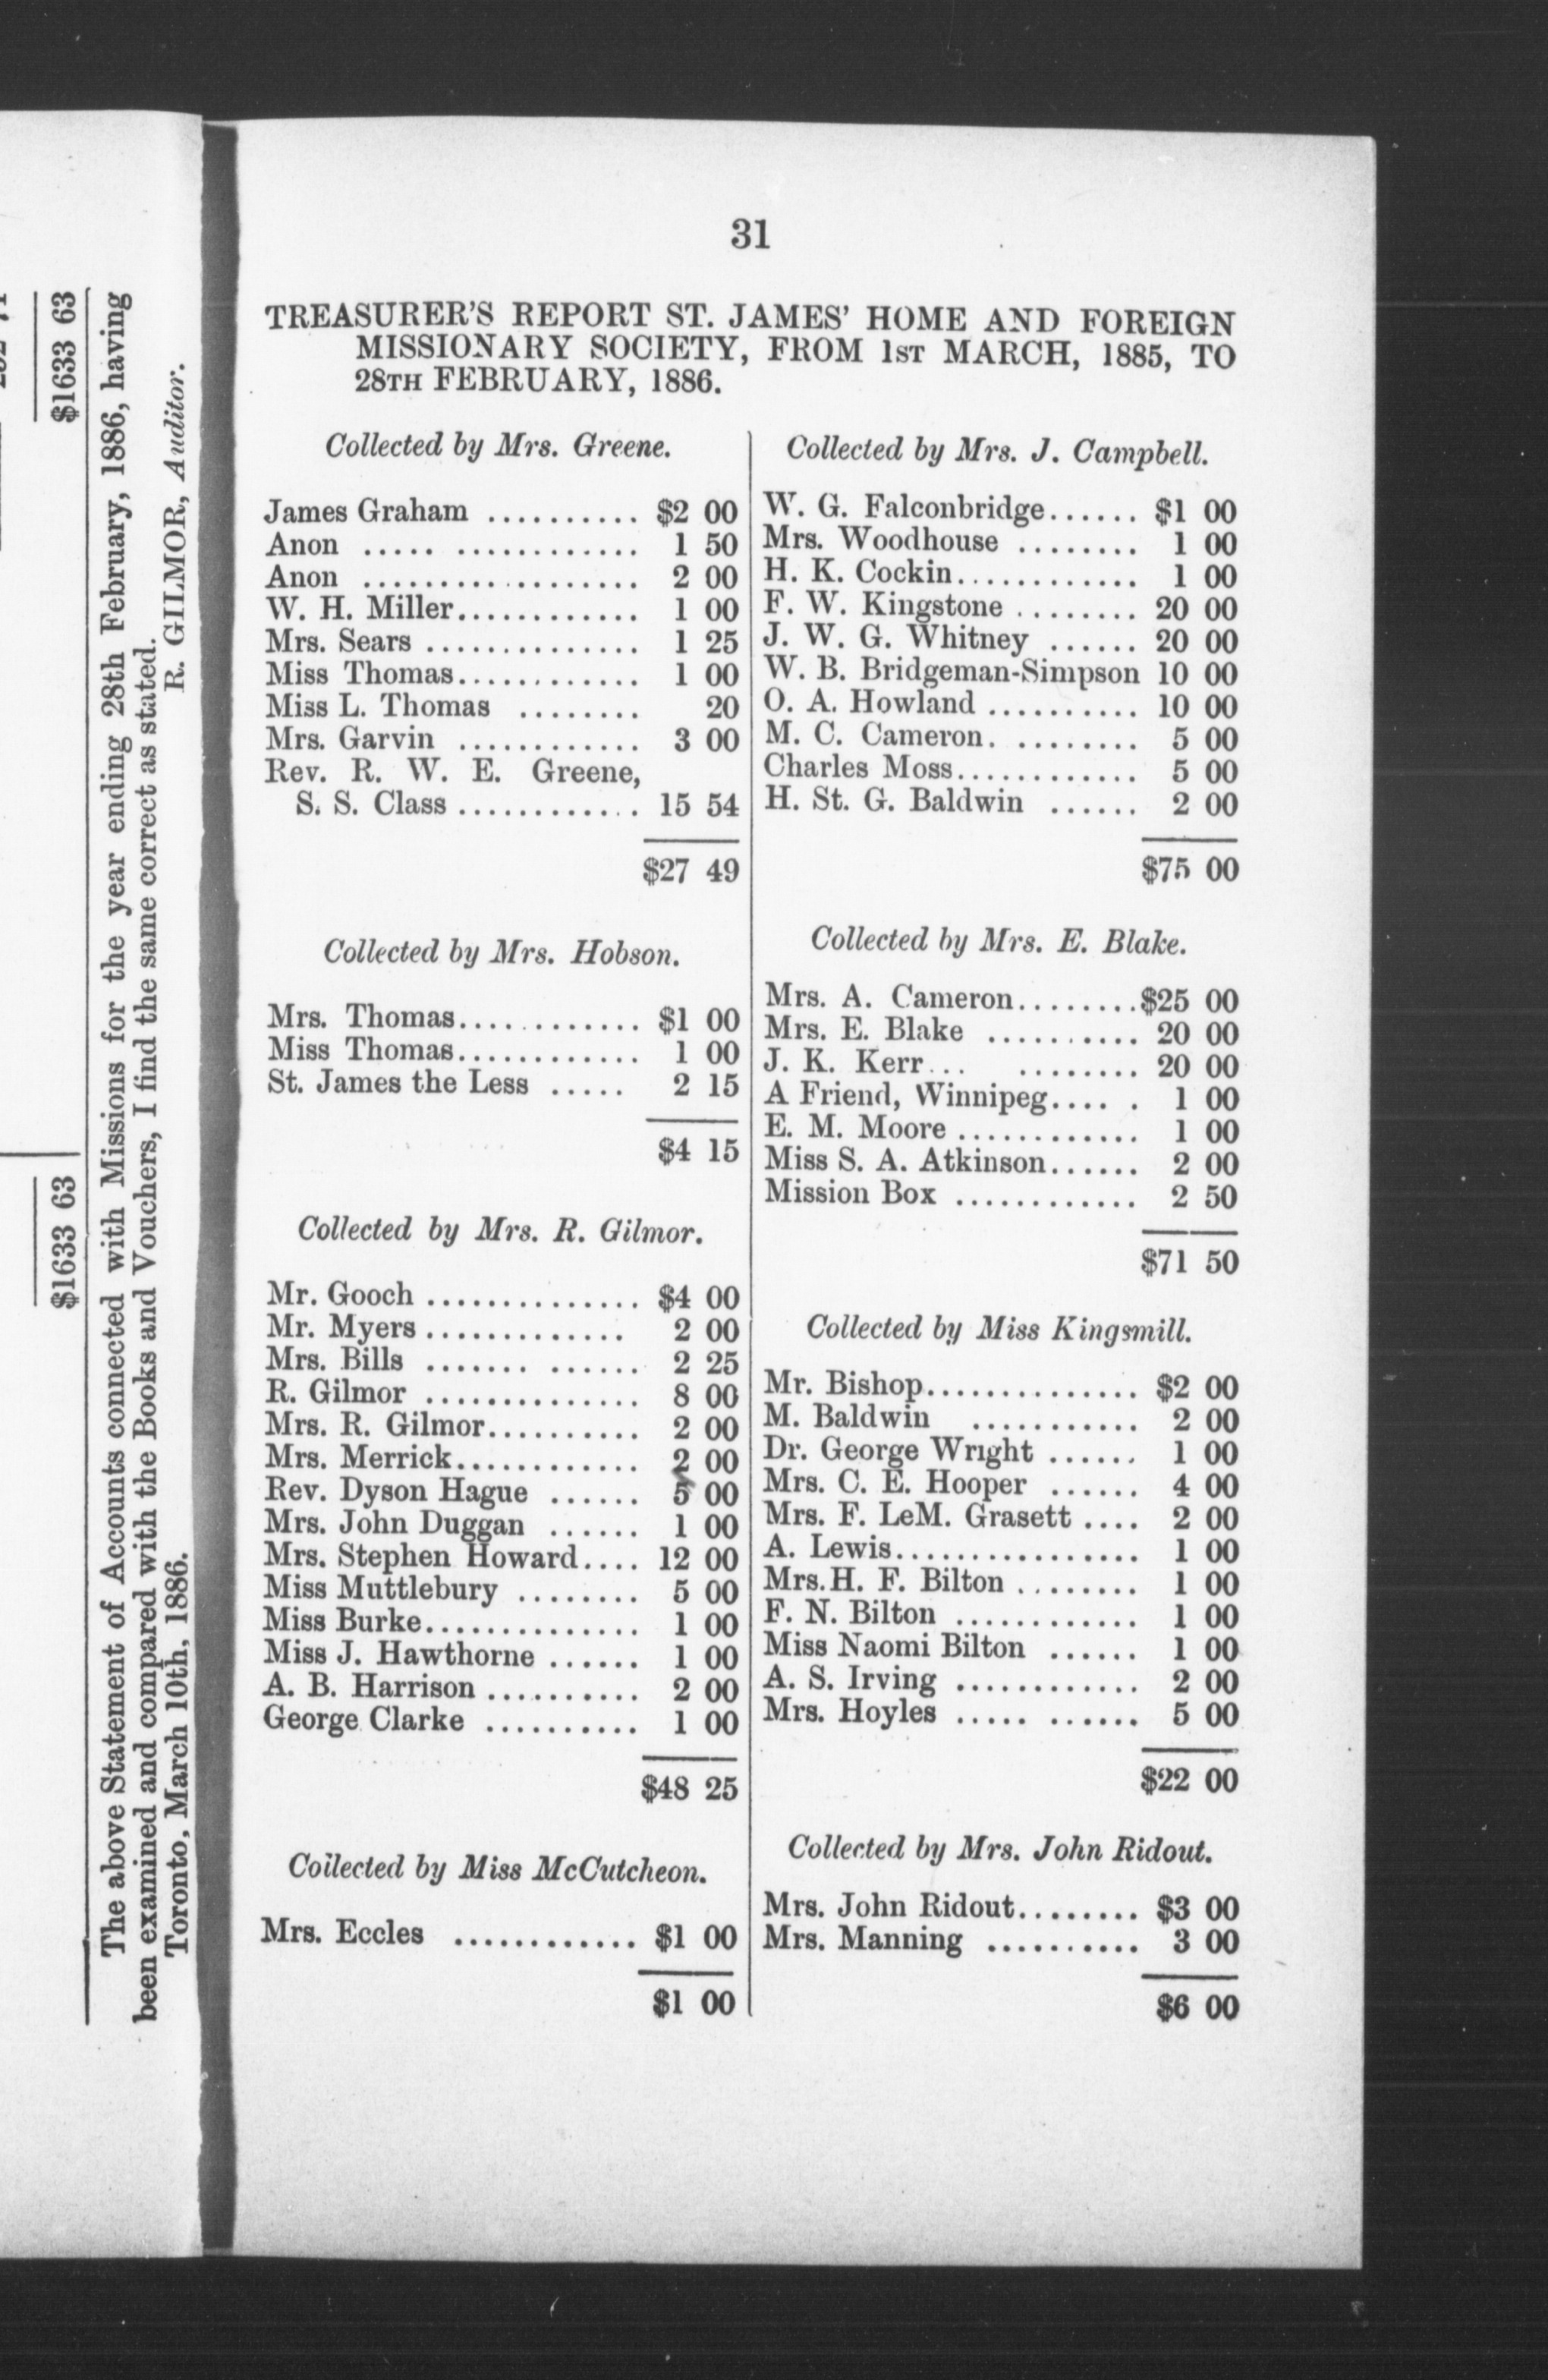 $1633 63
$1633 63
The above Statement of Accounts connected with Missions for the year ending 28th February, 1886, having
been examined and compared with the Books and Vouchers, I find the same correct as stated.
R. GILMOR, Auditor.
Toronto, March 10th, 1886.
31
TREASURER'S REPORT ST. JAMES' HOME AND FOREIGN
MISSIONARY SOCIETY, FROM 1ST MARCH, 1885, TO
28TH FEBRUARY, 1886.
Collected by Mrs. Greene.
James Graham .......... $2 00
Anon ..... ............ 1 50
Anon .................. 2 00
W. H. Miller............ 1 00
Mrs. Sears .............. 1 25
Miss Thomas............ 1 00
Miss L. Thomas ........ 20
Mrs. Garvin ............ 3 00
Rev. R. W. E. Greene,
S. S. Class ............ 15 54
$27 49
Collected by Mrs. Hobson.
Mrs. Thomas............ $1 00
Miss Thomas............ 1 00
St. James the Less ..... 2 15
$4 15
Collected by Mrs. R. Gilmor.
Mr. Gooch .............. $4 00
Mr. Myers ............. 2 00
Mrs. Bills ....... ...... 2 25
R. Gilmor .............. 8 00
Mrs. R. Gilmor.......... 2 00
Mrs. Merrick............ 2 00
Rev. Dyson Hague ...... 5 00
Mrs. John Duggan ...... 1 00
Mrs. Stephen Howard.... 12 00
Miss Muttlebury ........ 5 00
Miss Burke.............. 1 00
Miss J. Hawthorne ...... 1 00
A. B. Harrison .......... 2 00
George Clarke .......... 1 00
$48 25
Collected by Miss McCutcheon.
Mrs. Eccles ............ $1 00
$1 00
Collected by Mrs. J. Campbell.
W. G. Falconbridge...... $1 00
Mrs. Woodhouse ........ 1 00
H. K. Cockin............ 1 00
F. W. Kingstone ........ 20 00
J. W. G. Whitney ...... 20 00
W. B. Bridgeman-Simpson 10 00
O. A. Howland .......... 10 00
M. C. Cameron. ........ 5 00
Charles Moss............ 5 00
H. St. G. Baldwin ...... 2 00
$75 00
Collected by Mrs. E. Blake.
Mrs. A. Cameron........$25 00
Mrs. E. Blake .......... 20 00
J. K. Kerr... ........ 20 00
A Friend, Winnipeg.... . 1 00
E. M. Moore ............ 1 00
Miss S. A. Atkinson...... 2 00
Mission Box ............ 2 50
$71 50
Collected by Miss Kingsmill.
Mr. Bishop.............. $2 00
M. Baldwin ........... 2 00
Dr. George Wright ...... 1 00
Mrs. C. E. Hooper ...... 4 00
Mrs. F. LeM. Grasett .... 2 00
A. Lewis................ 1 00
Mrs. H. F. Bilton ........ 1 00
F. N. Bilton ............ 1 00
Miss Naomi Bilton ...... 1 00
A. S. Irving ............ 2 00
Mrs. Hoyles ..... ...... 5 00
$22 00
Collected by Mrs. John Ridout.
Mrs. John Ridout........ $3 00
Mrs. Manning .......... 3 00
$6 00